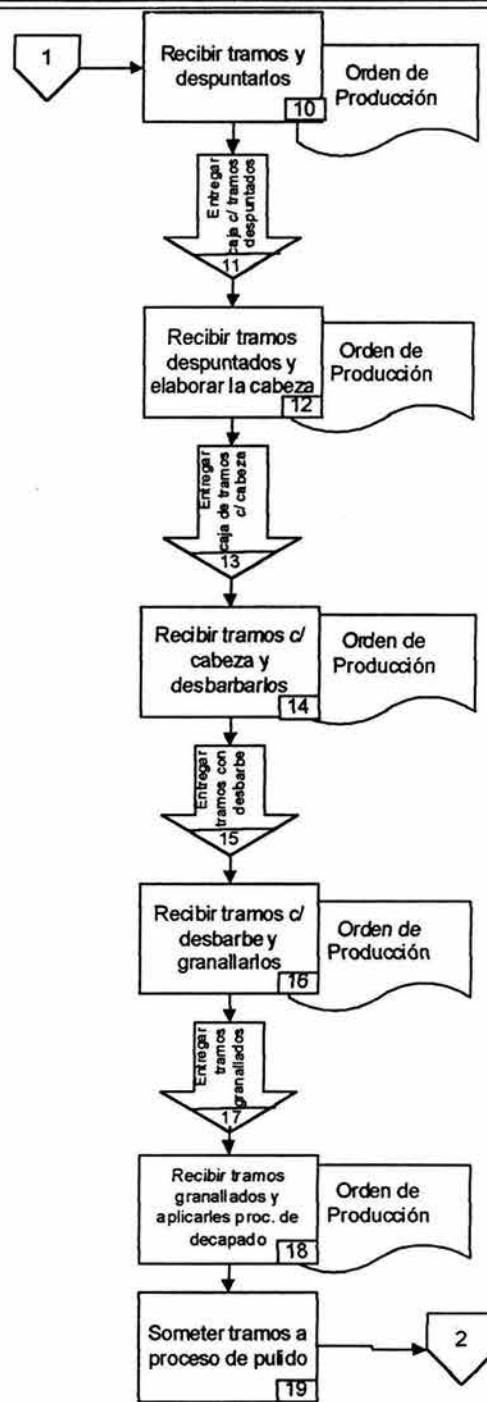 1
Recibir tramos y
despuntarlos
10
Orden de
Producción
Entregar
caja c/ tramos
despuntados
11
Recibir tramos
despuntados y
elaborar la cabeza
12
Orden de
Producción
Entregar
caja de tramos
c/ cabeza
13
Recibir tramos c/
cabeza y
desbarbarlos
14
Orden de
Producción
Entregar
tramos con
desbarbe
15
Recibir tramos c/
desbarbe y
granallarlos
16
Orden de
Producción
Entregar
tramos
granallados
17
Recibir tramos
granallados y
aplicarles proc. de
decapado
18
Orden de
Producción
Someter tramos a
proceso de pulido
19
2